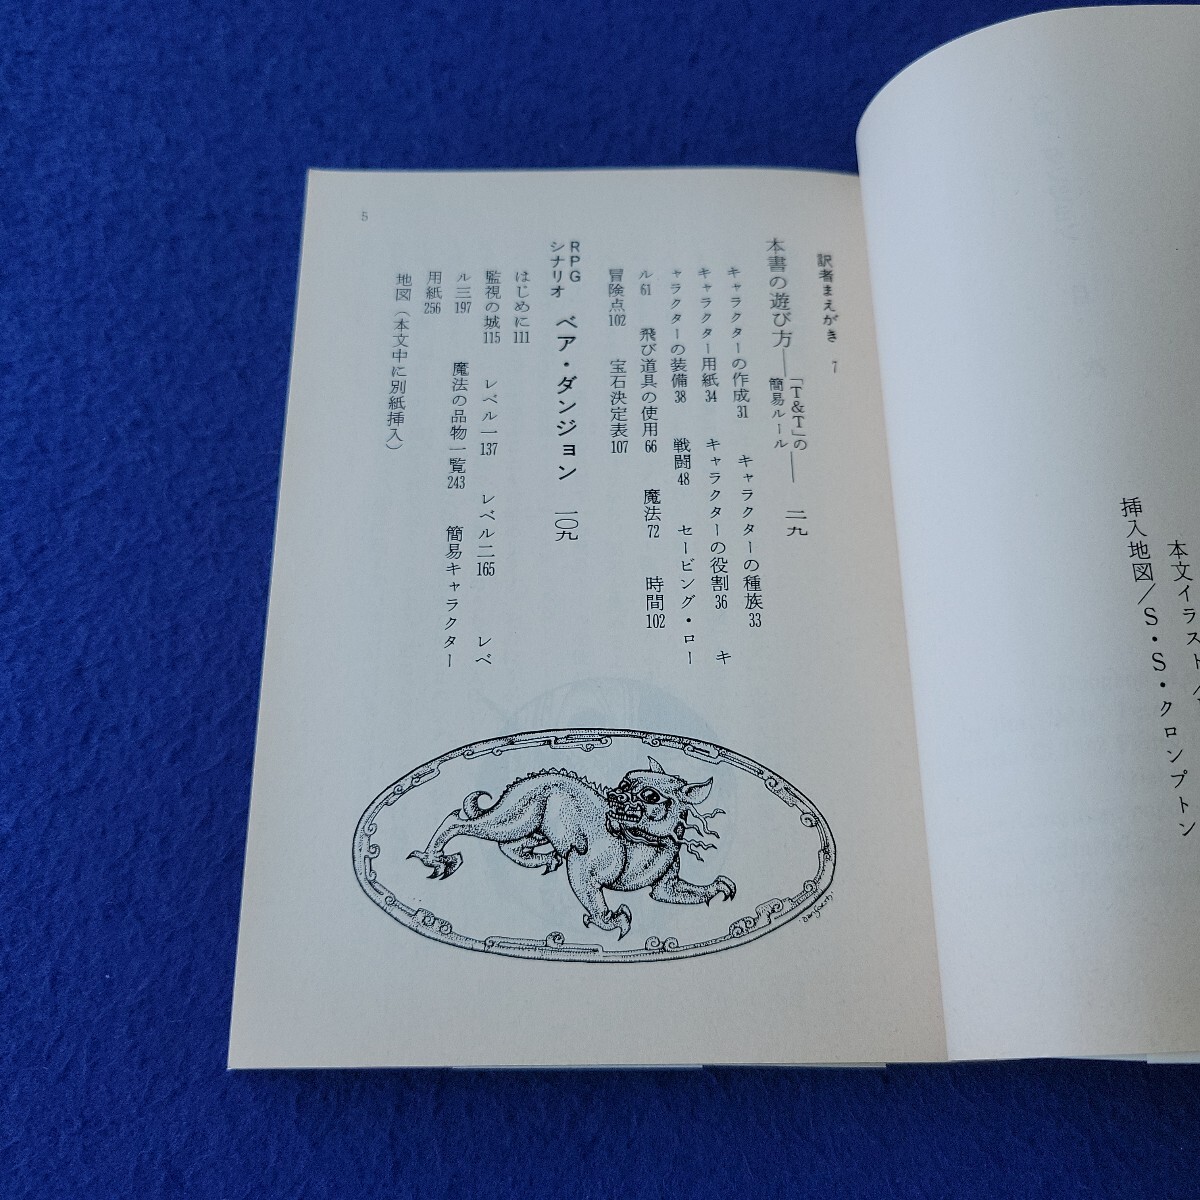 本文イラスト/
挿入地図/S・S・クロンプトン
訳者まえがき 7
本書の遊び方――「T&T」の簡易ルール―― 二九
キャラクターの作成31 キャラクターの種族33
キャラクター用紙34 キャラクターの役割36 キ
ャラクターの装備38 戦闘48 セービング・ロー
ル61 飛び道具の使用66 魔法72 時間102
冒険点102 宝石決定表107
RPGシナリオ ベア・ダンジョン 一〇九
はじめに111
監視の城115 レベル一137 レベル二165 レベ
ル三197 魔法の品物一覧243 簡易キャラクター
用紙256
地図(本文中に別紙挿入)
5